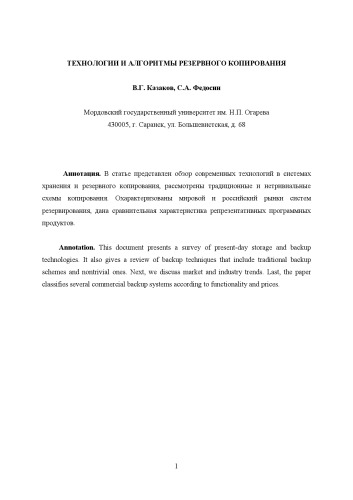 ТЕХНОЛОГИИ И АЛГОРИТМЫ РЕЗЕРВНОГО КОПИРОВАНИЯ
В.Г. Казаков, С.А. Федосин
Мордовский государственный университет им. Н.П. Огарева
430005, г. Саранск, ул. Большевистская, д. 68
Аннотация. В статье представлен обзор современных технологий в системах
хранения и резервного копирования, рассмотрены традиционные и нетривиальные
схемы копирования. Охарактеризованы мировой и российский рынки систем
резервирования, дана сравнительная характеристика репрезентативных программных
продуктов.
Annotation. This document presents a survey of present-day storage and backup
technologies. It also gives a review of backup techniques that include traditional backup
schemes and nontrivial ones. Next, we discuss market and industry trends. Last, the paper
classifies several commercial backup systems according to functionality and prices.
1